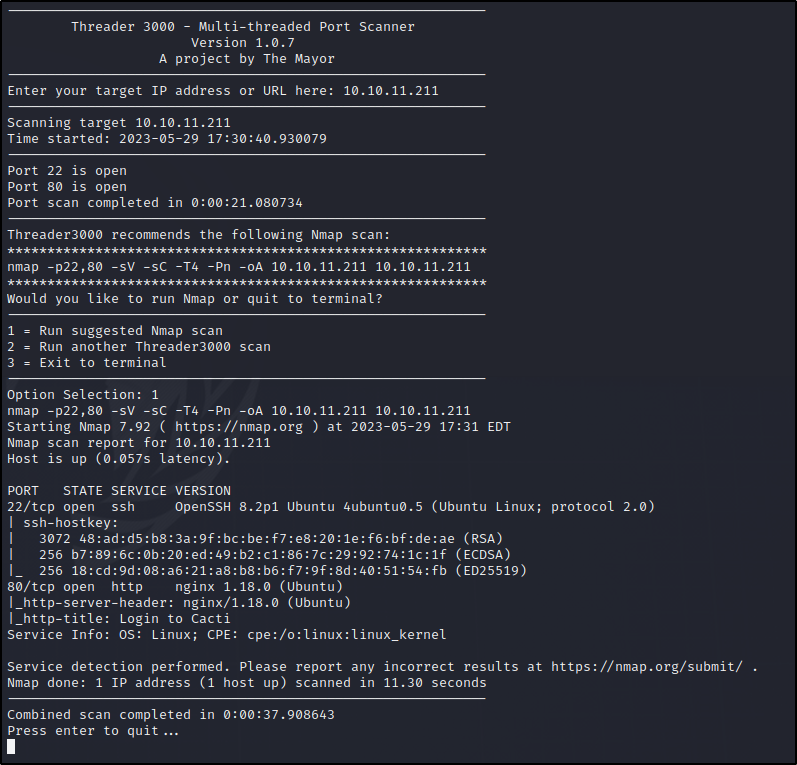 Threader 3000 - Multi-threaded Port Scanner
Version 1.0.7
A project by The Mayor
Enter your target IP address or URL here: 10.10.11.211
Scanning target 10.10.11.211
Time started: 2023-05-29 17:30:40.930079
Port 22 is open
Port 80 is open
Port scan completed in 0:00:21.080734
Threader3000 recommends the following Nmap scan:
************************************************************
nmap -p22,80 -sV -sC -T4 -Pn -oA 10.10.11.211 10.10.11.211
************************************************************
Would you like to run Nmap or quit to terminal?
1 = Run suggested Nmap scan
2 = Run another Threader3000 scan
3 = Exit to terminal
Option Selection: 1
nmap -p22,80 -sV -sC -T4 -Pn -oA 10.10.11.211 10.10.11.211
Starting Nmap 7.92 ( https://nmap.org ) at 2023-05-29 17:31 EDT
Nmap scan report for 10.10.11.211
Host is up (0.057s latency).
PORT   STATE SERVICE VERSION
22/tcp open  ssh     OpenSSH 8.2p1 Ubuntu 4ubuntu0.5 (Ubuntu Linux; protocol 2.0)
| ssh-hostkey:
|   3072 48:ad:d5:b8:3a:9f:bc:be:f7:e8:20:1e:f6:bf:de:ae (RSA)
|   256 b7:89:6c:0b:20:ed:49:b2:c1:86:7c:29:92:74:1c:1f (ECDSA)
|_  256 18:cd:9d:08:a6:21:a8:b8:b6:f7:9f:8d:40:51:54:fb (ED25519)
80/tcp open  http    nginx 1.18.0 (Ubuntu)
|_http-server-header: nginx/1.18.0 (Ubuntu)
|_http-title: Login to Cacti
Service Info: OS: Linux; CPE: cpe:/o:linux:linux_kernel
Service detection performed. Please report any incorrect results at https://nmap.org/submit/ .
Nmap done: 1 IP address (1 host up) scanned in 11.30 seconds
Combined scan completed in 0:00:37.908643
Press enter to quit...